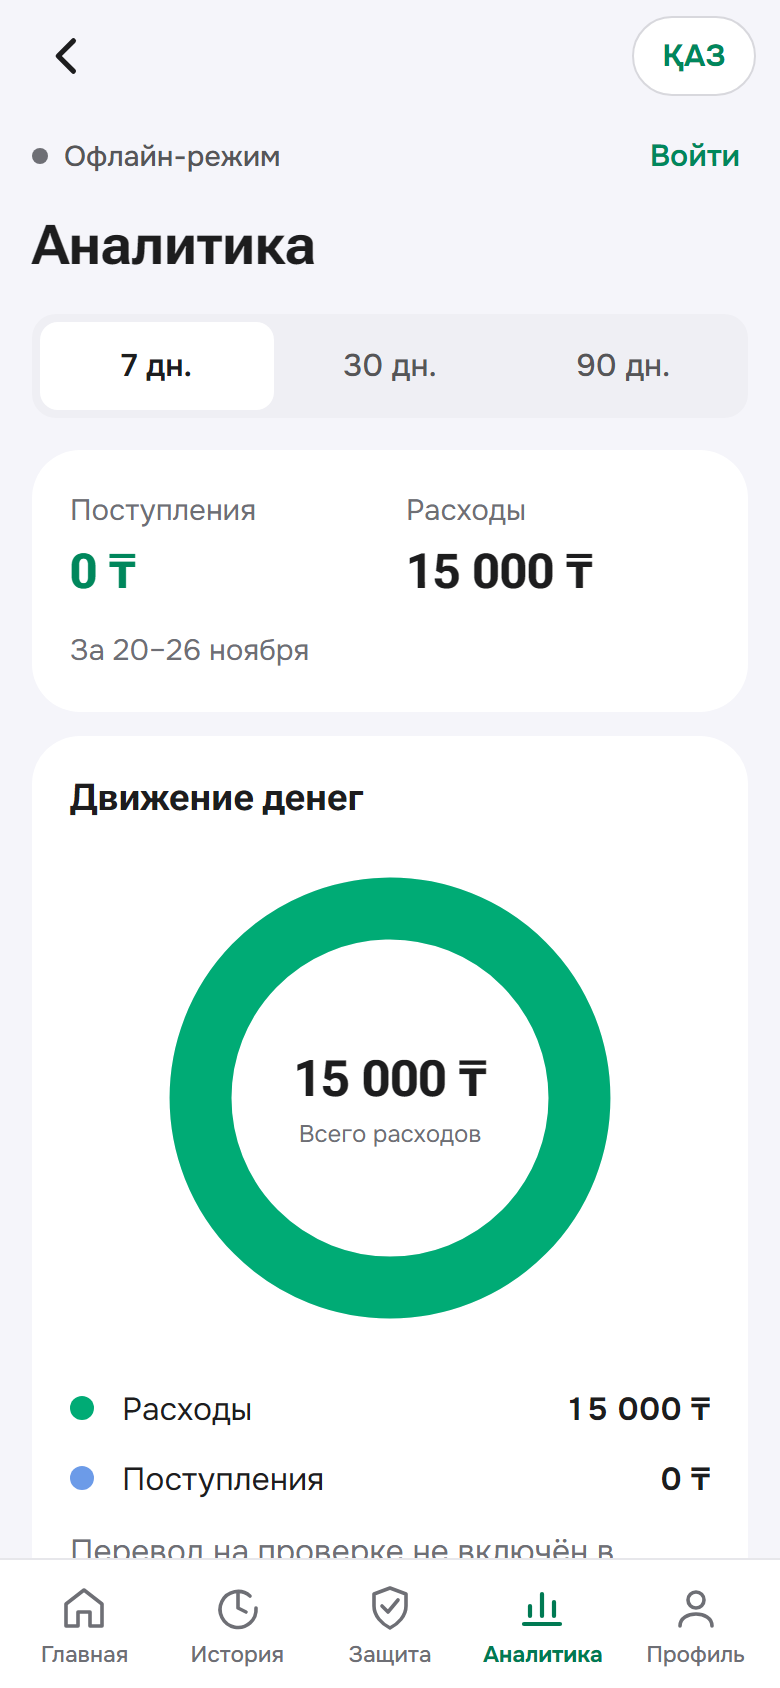 ҚАЗ
Офлайн-режим
Войти
Аналитика
7 дн.
30 дн.
90 дн.
Поступления
Расходы
0 ₸
15 000 ₸
За 20–26 ноября
Движение денег
15 000 ₸
Всего расходов
Расходы
15 000 ₸
Поступления
0 ₸
Перевод на проверке не включён в
Главная
История
Защита
Аналитика
Профиль